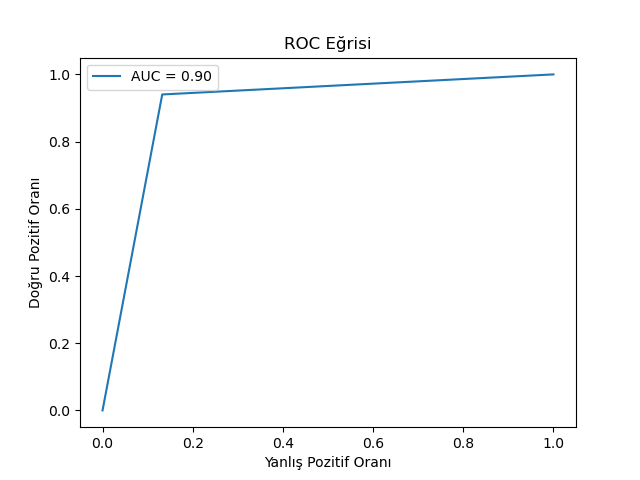 ROC Eğrisi
AUC = 0.90
1.0
0.8
0.6
0.4
0.2
0.0
Doğru Pozitif Oranı
0.0 0.2 0.4 0.6 0.8 1.0
Yanlış Pozitif Oranı